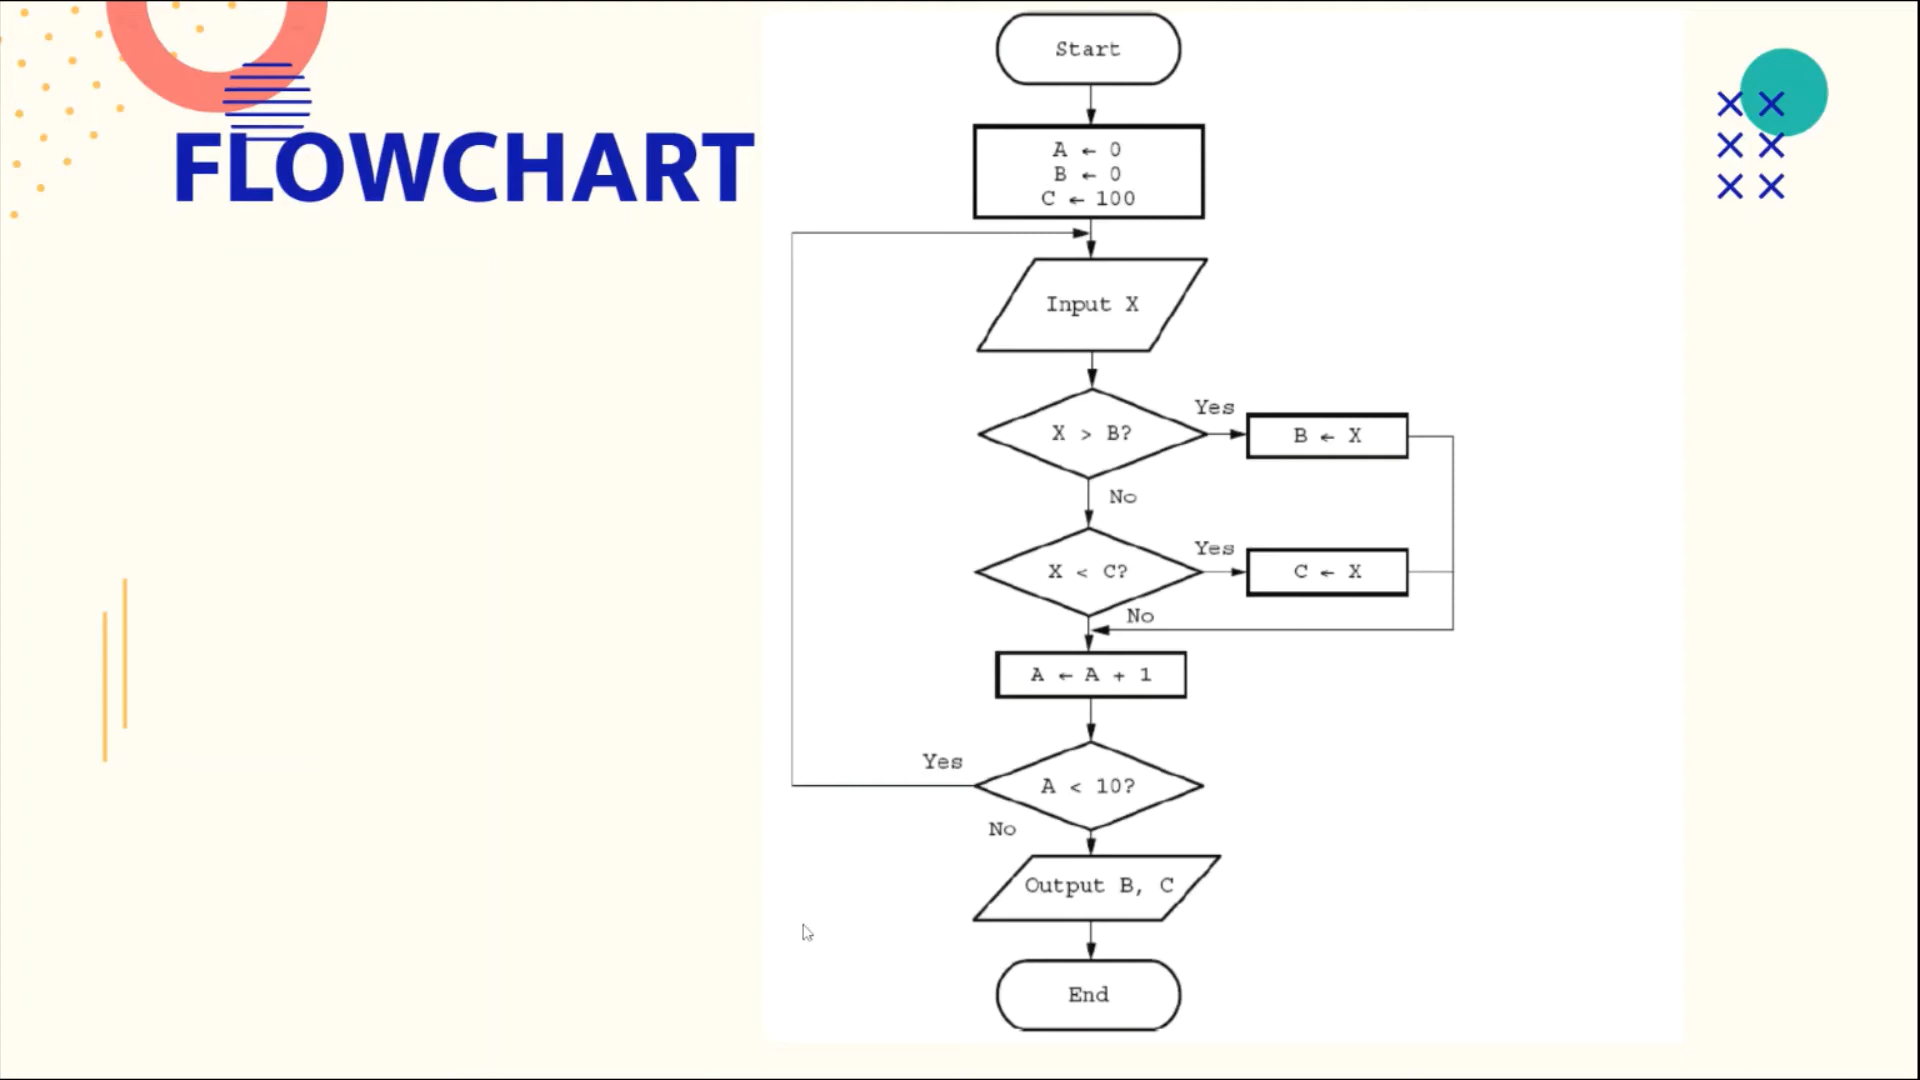 FLOWCHART
Start
A ← 0
B ← 0
C ← 100
Input X
X > B?
Yes
B ← X
No
X < C?
Yes
C ← X
No
A ← A + 1
A < 10?
Yes
No
Output B, C
End